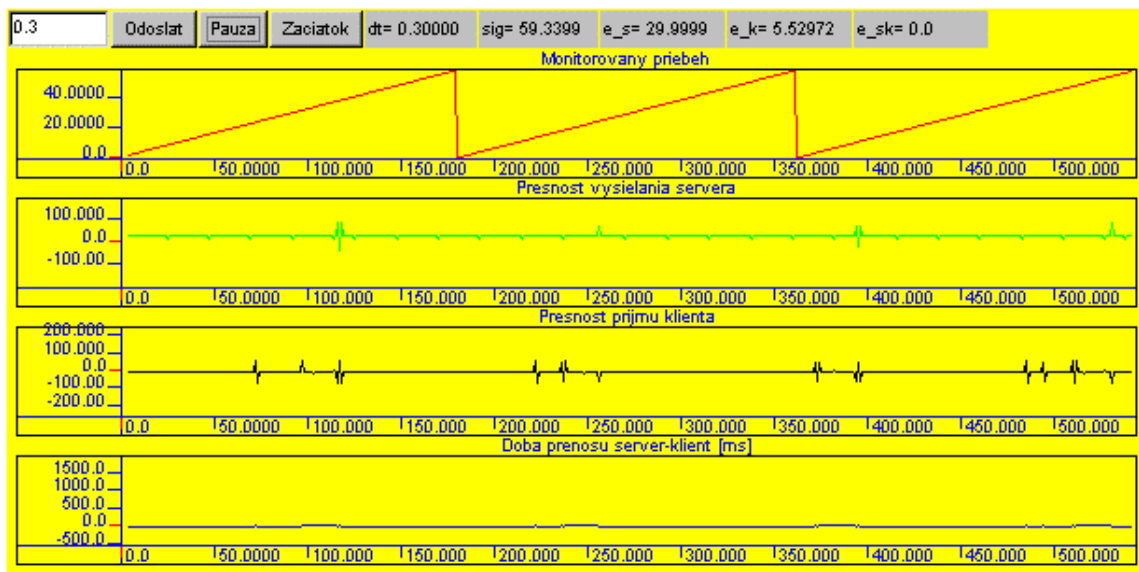 0.3 Odoslat Pauza Zaciatok dt= 0.30000 sig= 59.3399 e_s= 29.9999 e_k= 5.52972 e_sk= 0.0
Monitorovany priebeh
40.0000
20.0000
0.0
0.0 50.0000 100.000 150.000 200.000 250.000 300.000 350.000 400.000 450.000 500.000
Presnost vysielania servera
100.000
0.0
-100.00
0.0 50.0000 100.000 150.000 200.000 250.000 300.000 350.000 400.000 450.000 500.000
Presnost prijmu klienta
200.000
100.000
0.0
-100.00
-200.00
0.0 50.0000 100.000 150.000 200.000 250.000 300.000 350.000 400.000 450.000 500.000
Doba prenosu server-klient [ms]
1500.0
1000.0
500.0
0.0
-500.0
0.0 50.0000 100.000 150.000 200.000 250.000 300.000 350.000 400.000 450.000 500.000